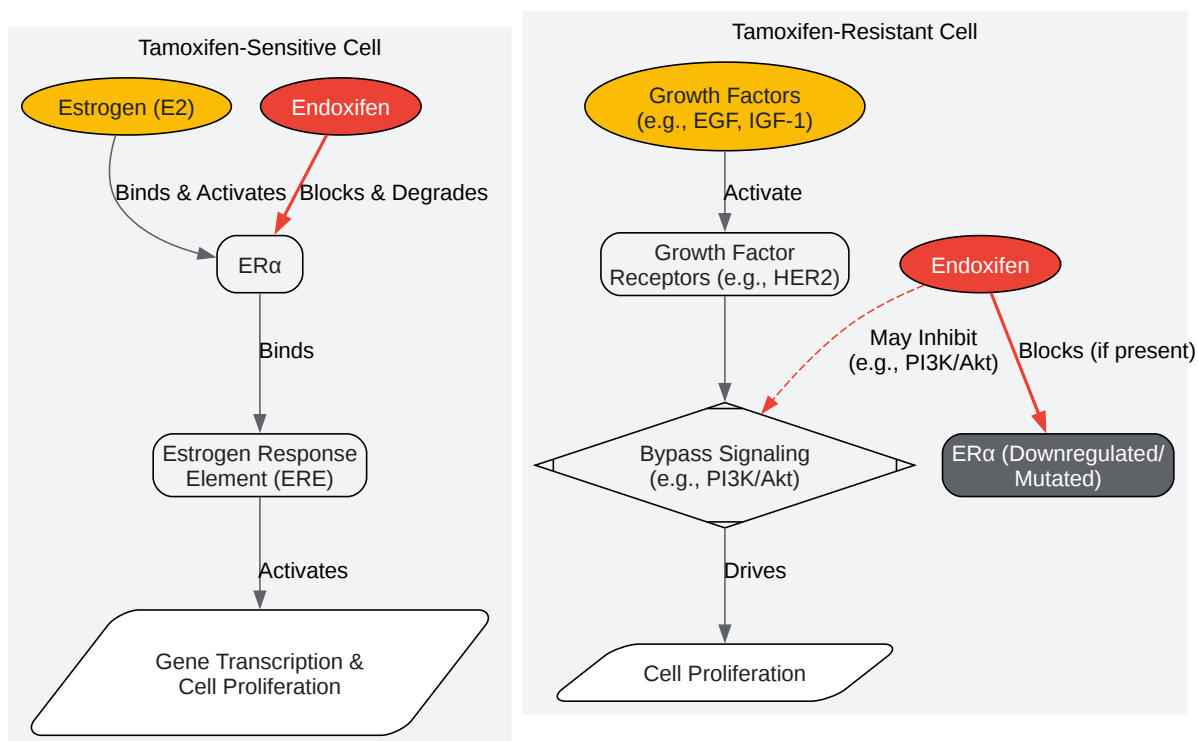 Tamoxifen-Sensitive Cell
Estrogen (E2)
Endoxifen
Binds & Activates
Blocks & Degrades
ERα
Binds
Estrogen Response
Element (ERE)
Activates
Gene Transcription &
Cell Proliferation
Tamoxifen-Resistant Cell
Growth Factors
(e.g., EGF, IGF-1)
Activate
Growth Factor
Receptors (e.g., HER2)
Endoxifen
May Inhibit
(e.g., PI3K/Akt)
Blocks (if present)
Bypass Signaling
(e.g., PI3K/Akt)
ERα (Downregulated/
Mutated)
Drives
Cell Proliferation